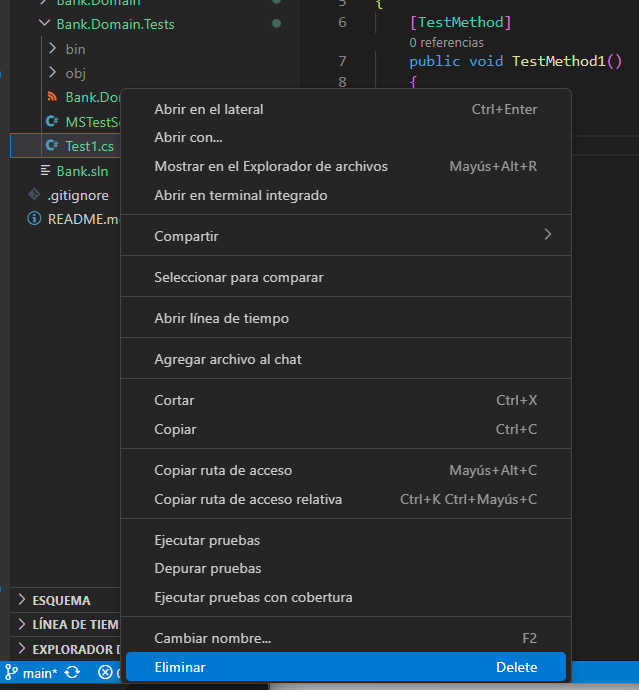 Bank.Domain
Bank.Domain.Tests
bin
obj
Bank.Do
MSTestSe
Test1.cs
Bank.sln
.gitignore
README.m
5 {
6 [TestMethod]
0 referencias
7 public void TestMethod1()
8 {
Abrir en el lateral Ctrl+Enter
Abrir con...
Mostrar en el Explorador de archivos Mayús+Alt+R
Abrir en terminal integrado
Compartir
Seleccionar para comparar
Abrir línea de tiempo
Agregar archivo al chat
Cortar Ctrl+X
Copiar Ctrl+C
Copiar ruta de acceso Mayús+Alt+C
Copiar ruta de acceso relativa Ctrl+K Ctrl+Mayús+C
Ejecutar pruebas
Depurar pruebas
Ejecutar pruebas con cobertura
Cambiar nombre... F2
Eliminar Delete
ESQUEMA
LÍNEA DE TIEM
EXPLORADOR D
main* 0